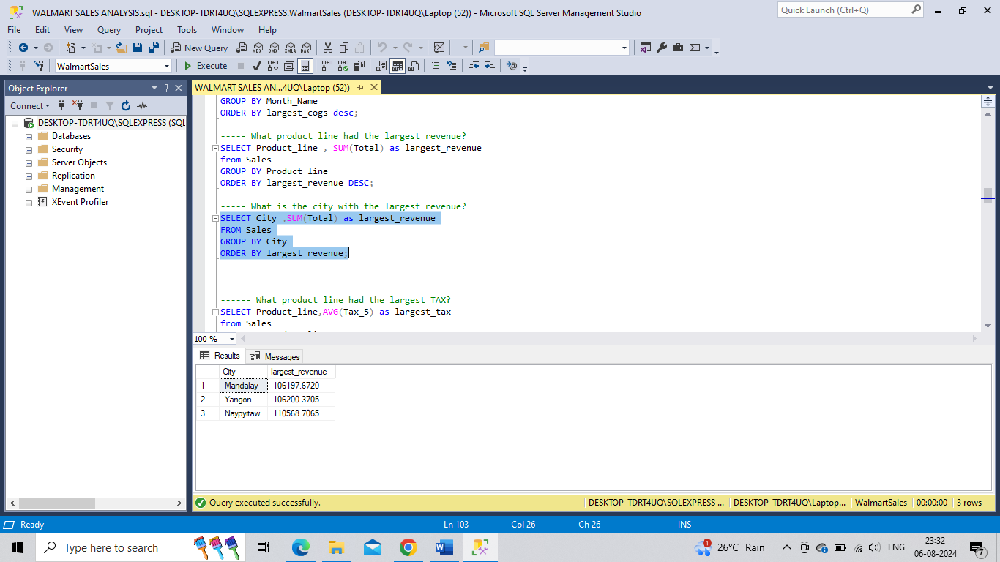 WALMART SALES ANALYSIS.sql - DESKTOP-TDRT4UQ\SQLEXPRESS.WalmartSales (DESKTOP-TDRT4UQ\Laptop (52)) - Microsoft SQL Server Management Studio
Quick Launch (Ctrl+Q)
File Edit View Query Project Tools Window Help
New Query MDX DMX XMLA DAX
WalmartSales Execute
Object Explorer
Connect
DESKTOP-TDRT4UQ\SQLEXPRESS (SQL
Databases
Security
Server Objects
Replication
Management
XEvent Profiler
WALMART SALES AN...4UQ\Laptop (52))
GROUP BY Month_Name
ORDER BY largest_cogs desc;
----- What product line had the largest revenue?
SELECT Product_line , SUM(Total) as largest_revenue
from Sales
GROUP BY Product_line
ORDER BY largest_revenue DESC;
----- What is the city with the largest revenue?
SELECT City ,SUM(Total) as largest_revenue
FROM Sales
GROUP BY City
ORDER BY largest_revenue;
------ What product line had the largest TAX?
SELECT Product_line,AVG(Tax_5) as largest_tax
from Sales
100 %
Results Messages
City largest_revenue
1 Mandalay 106197.6720
2 Yangon 106200.3705
3 Naypyitaw 110568.7065
Query executed successfully. DESKTOP-TDRT4UQ\SQLEXPRESS ... DESKTOP-TDRT4UQ\Laptop... WalmartSales 00:00:00 3 rows
Ready Ln 103 Col 26 Ch 26 INS
Type here to search
1 26°C Rain ENG
23:32
06-08-2024
7